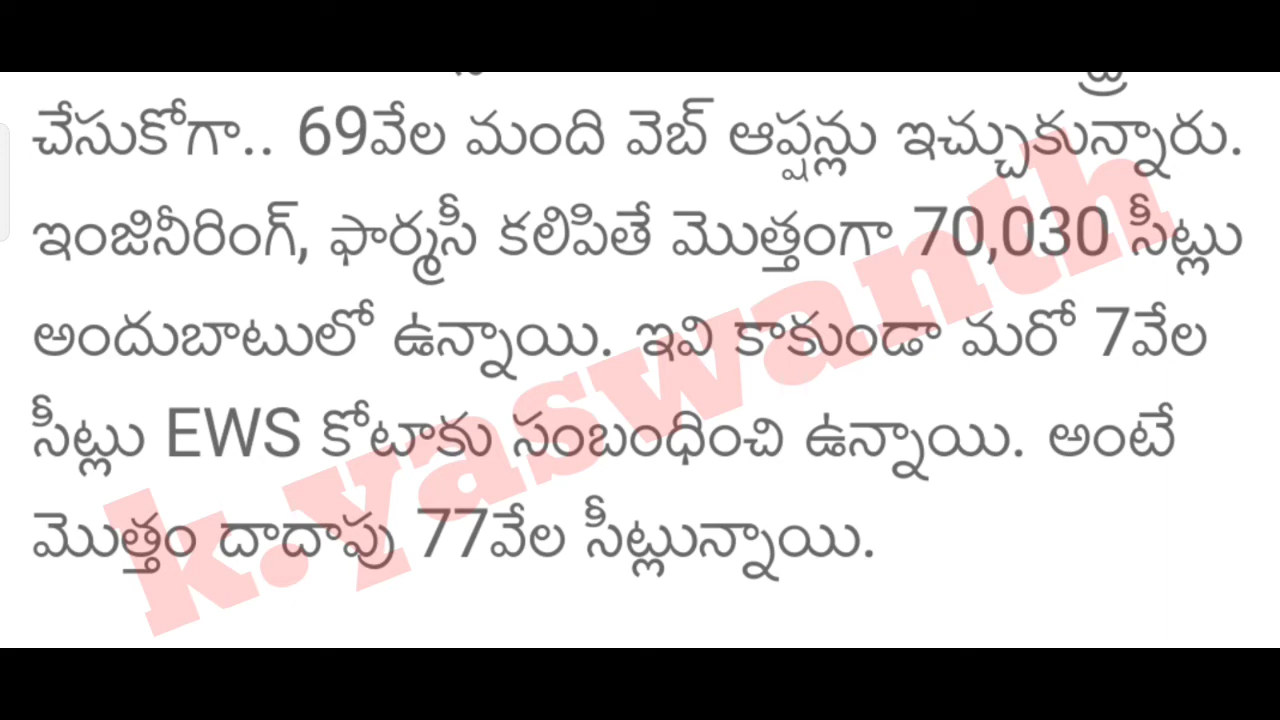 చేసుకోగా.. 69వేల మంది వెబ్ ఆప్షన్లు ఇచ్చుకున్నారు.
ఇంజినీరింగ్, ఫార్మసీ కలిపితే మొత్తంగా 70,030 సీట్లు
అందుబాటులో ఉన్నాయి. ఇవి కాకుండా మరో 7వేల
సీట్లు EWS కోటాకు సంబంధించి ఉన్నాయి. అంటే
మొత్తం దాదాపు 77వేల సీట్లున్నాయి.
k.yaswanth